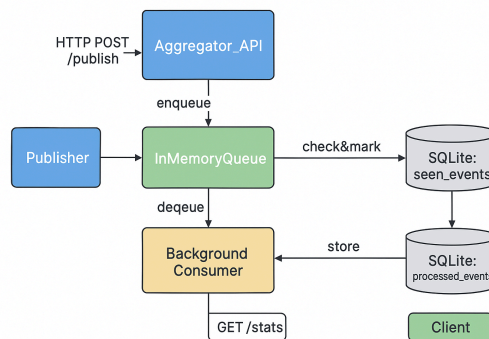 HTTP POST
/publish
Aggregator_API
enqueue
Publisher
InMemoryQueue
check&mark
SQLite:
seen_events
deqeue
Background
Consumer
store
SQLite:
processed_events
GET /stats
Client